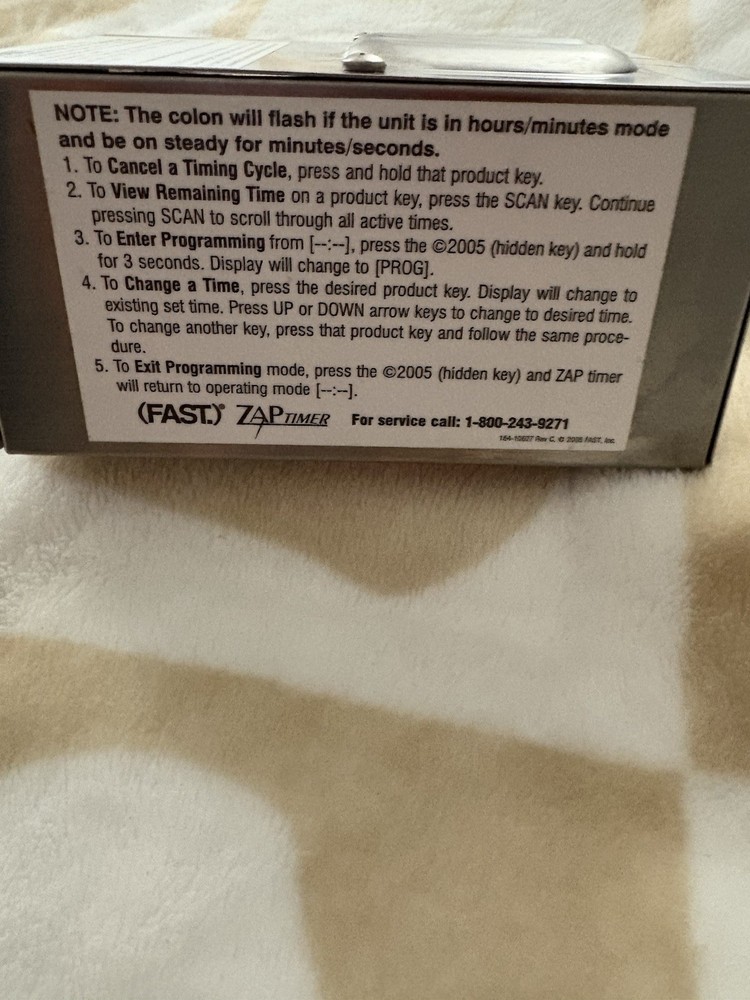 NOTE: The colon will flash if the unit is in hours/minutes mode
and be on steady for minutes/seconds.
1. To Cancel a Timing Cycle, press and hold that product key.
2. To View Remaining Time on a product key, press the SCAN key. Continue
pressing SCAN to scroll through all active times.
3. To Enter Programming from [--:--], press the ©2005 (hidden key) and hold
for 3 seconds. Display will change to [PROG].
4. To Change a Time, press the desired product key. Display will change to
existing set time. Press UP or DOWN arrow keys to change to desired time.
To change another key, press that product key and follow the same proce-
dure.
5. To Exit Programming mode, press the ©2005 (hidden key) and ZAP timer
will return to operating mode [--:--].
(FAST.)® ZAP TIMER For service call: 1-800-243-9271
Rev C. © 2005 FAST, Inc.